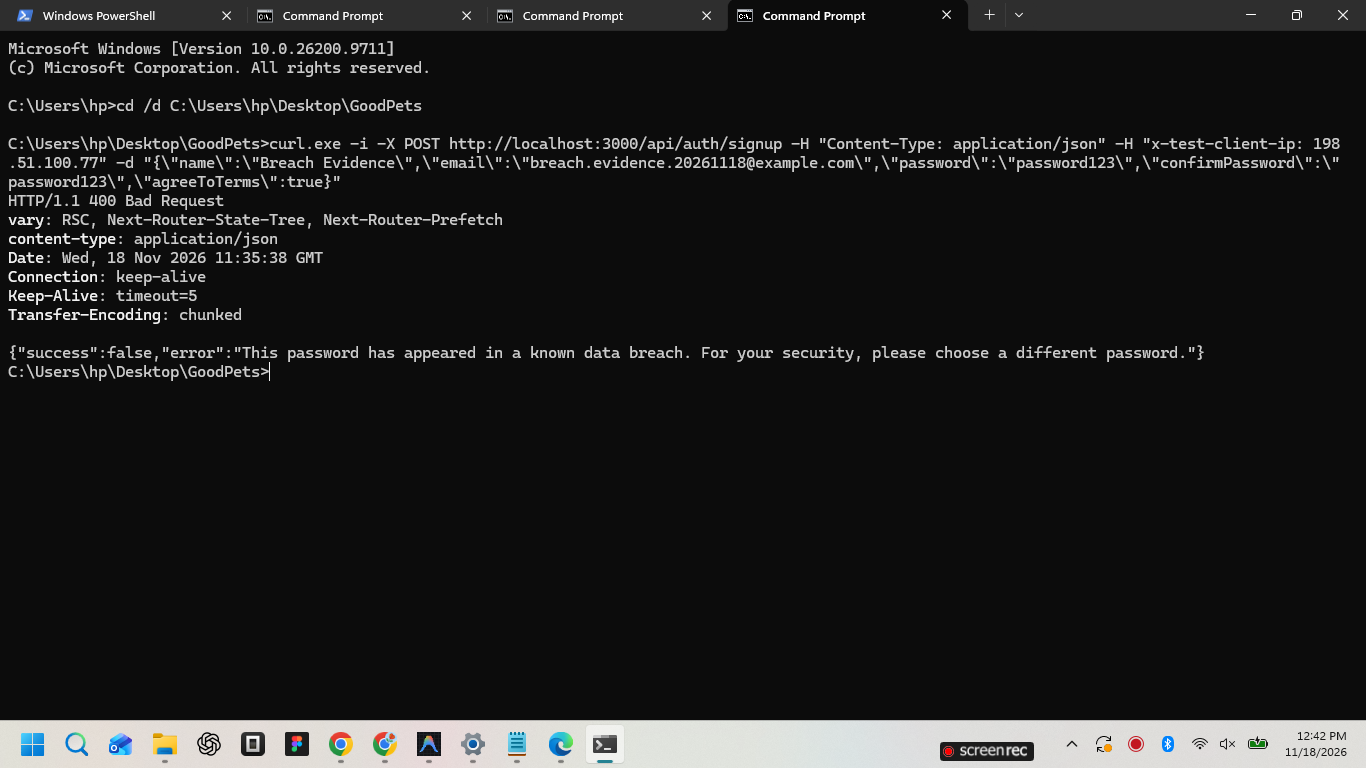 Windows PowerShell
Command Prompt
Command Prompt
Command Prompt
Microsoft Windows [Version 10.0.26200.9711]
(c) Microsoft Corporation. All rights reserved.
C:\Users\hp>cd /d C:\Users\hp\Desktop\GoodPets
C:\Users\hp\Desktop\GoodPets>curl.exe -i -X POST http://localhost:3000/api/auth/signup -H "Content-Type: application/json" -H "x-test-client-ip: 198
.51.100.77" -d "{\"name\":\"Breach Evidence\",\"email\":\"breach.evidence.20261118@example.com\",\"password\":\"password123\",\"confirmPassword\":\"
password123\",\"agreeToTerms\":true}"
HTTP/1.1 400 Bad Request
vary: RSC, Next-Router-State-Tree, Next-Router-Prefetch
content-type: application/json
Date: Wed, 18 Nov 2026 11:35:38 GMT
Connection: keep-alive
Keep-Alive: timeout=5
Transfer-Encoding: chunked
{"success":false,"error":"This password has appeared in a known data breach. For your security, please choose a different password."}
C:\Users\hp\Desktop\GoodPets>
screenrec
12:42 PM
11/18/2026